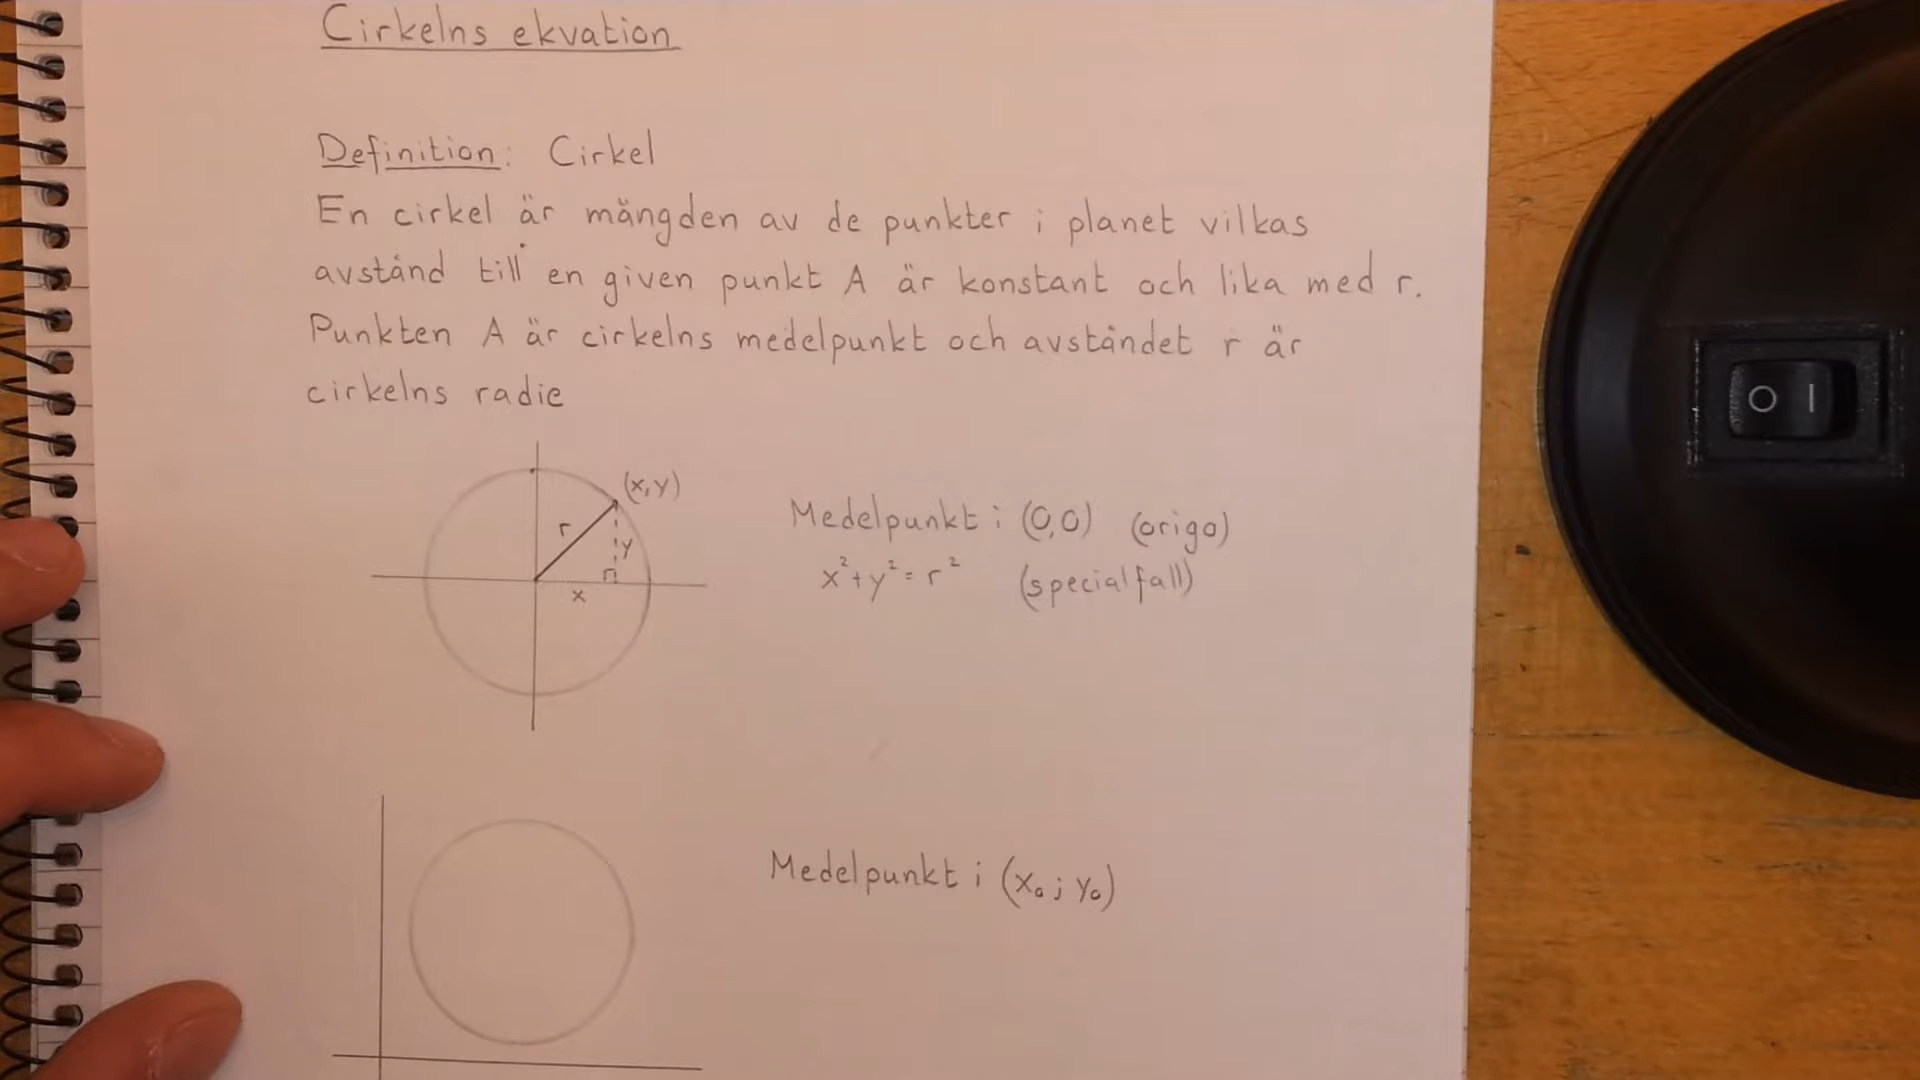 Cirkelns ekvation
Definition: Cirkel
En cirkel är mängden av de punkter i planet vilkas
avstånd till en given punkt A är konstant och lika med r.
Punkten A är cirkelns medelpunkt och avståndet r är
cirkelns radie
(x,y)
r
y
x
Medelpunkt i (0,0) (origo)
x²+y²=r² (specialfall)
Medelpunkt i (x₀; y₀)
O I